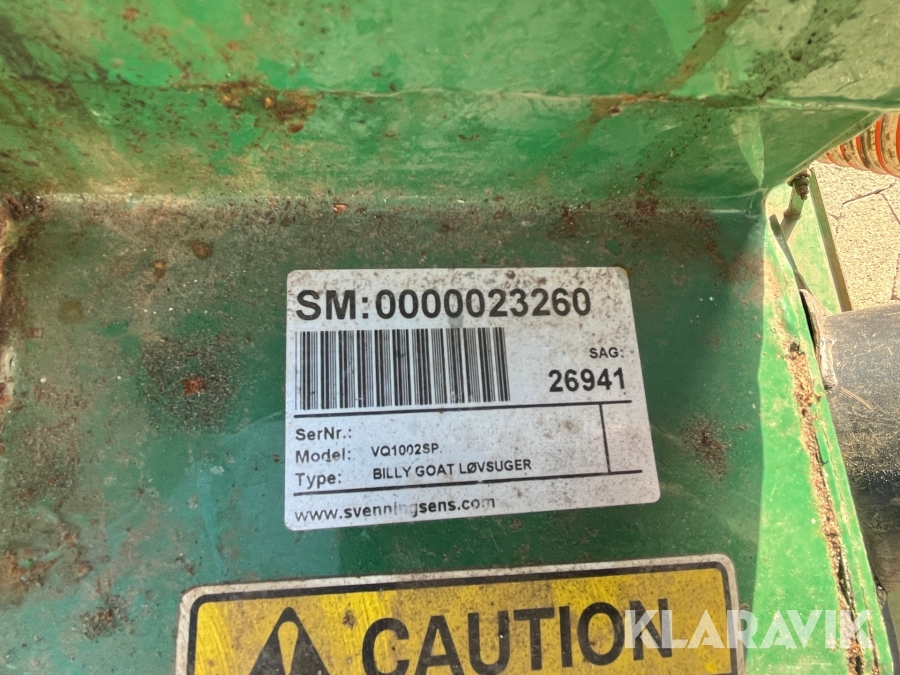 SM:0000023260
SAG:
26941
SerNr.:
Model: VQ1002SP
Type: BILLY GOAT LØVSUGER
www.svenningsens.com
CAUTION
KLARAVIK